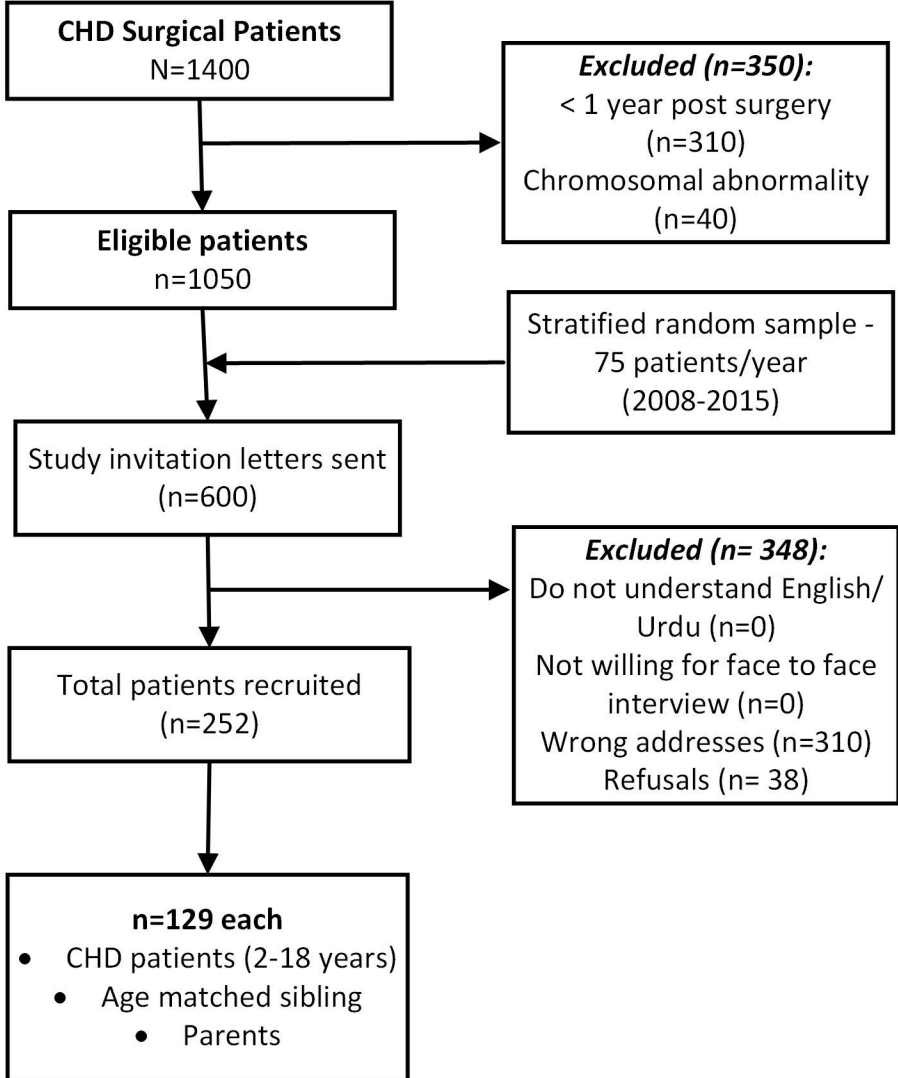 CHD Surgical Patients
N=1400
Excluded (n=350):
< 1 year post surgery
(n=310)
Chromosomal abnormality
(n=40)
Eligible patients
n=1050
Stratified random sample -
75 patients/year
(2008-2015)
Study invitation letters sent
(n=600)
Excluded (n= 348):
Do not understand English/
Urdu (n=0)
Not willing for face to face
interview (n=0)
Wrong addresses (n=310)
Refusals (n= 38)
Total patients recruited
(n=252)
n=129 each
• CHD patients (2-18 years)
• Age matched sibling
• Parents